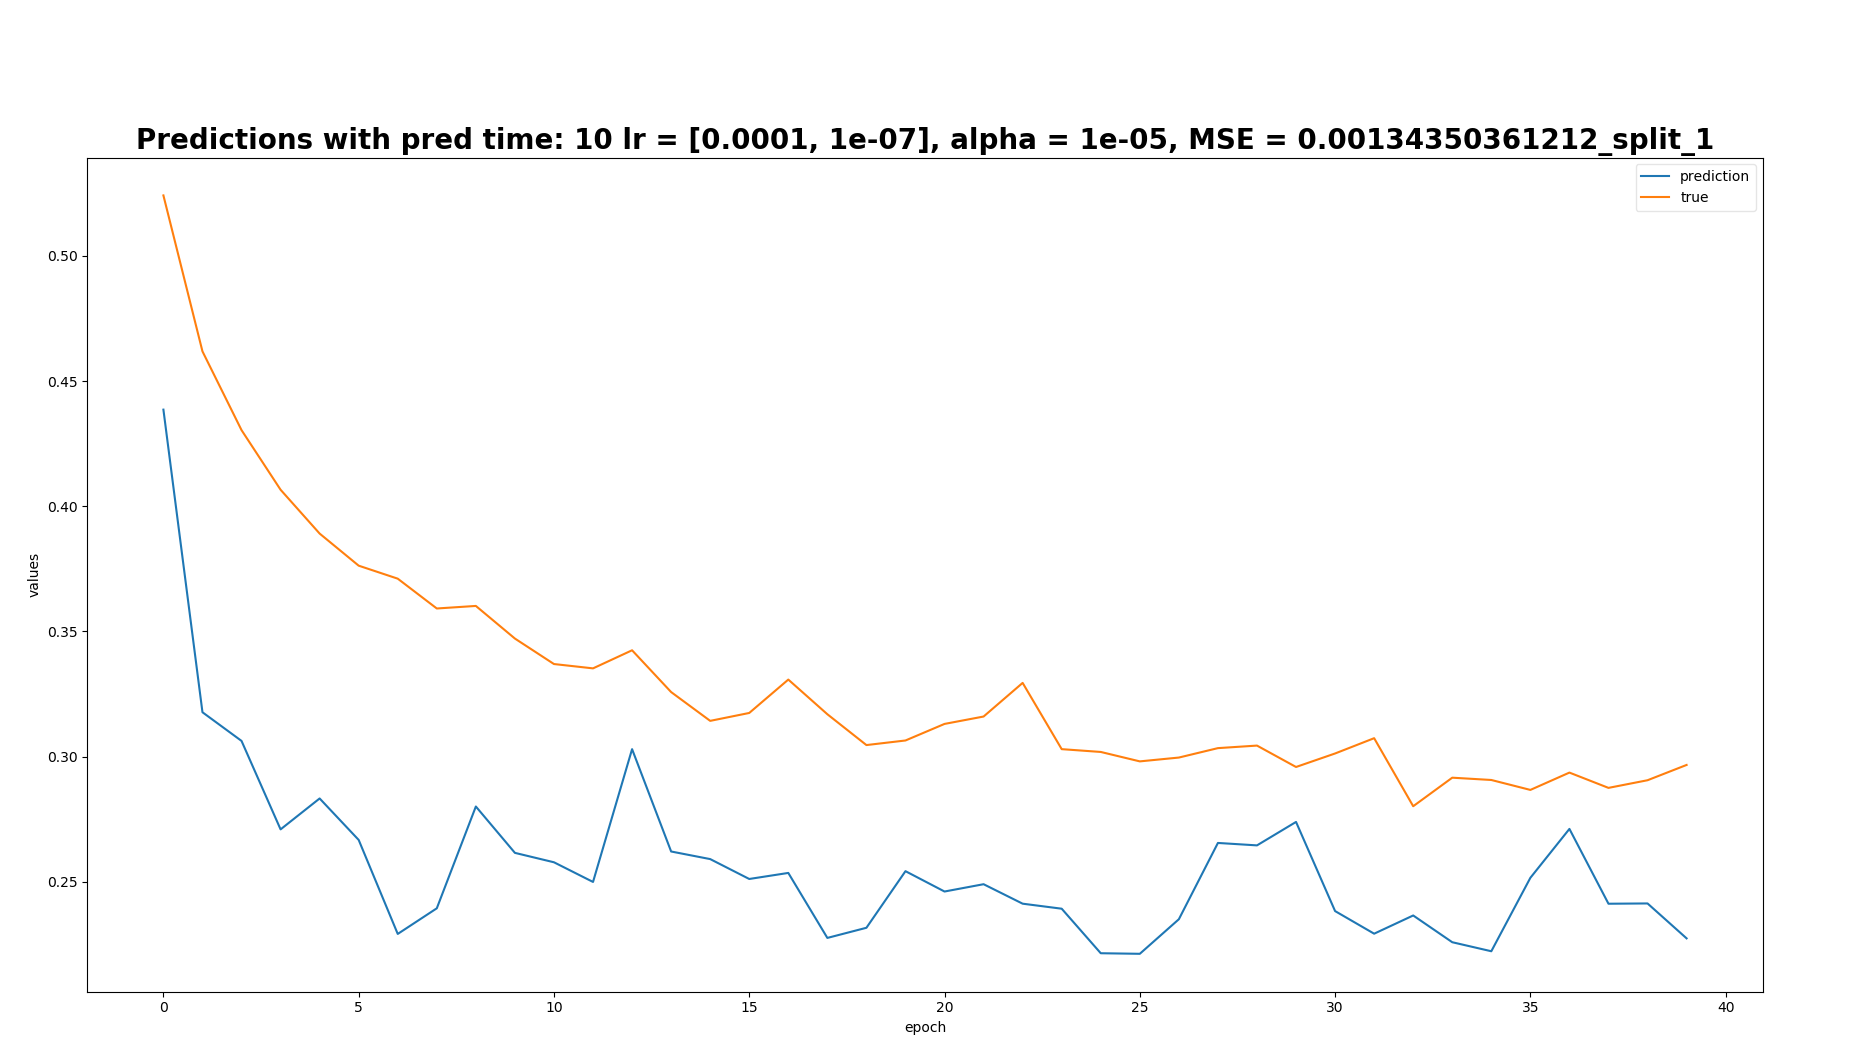 Predictions with pred time: 10 lr = [0.0001, 1e-07], alpha = 1e-05, MSE = 0.00134350361212_split_1
prediction
true
values
0.50
0.45
0.40
0.35
0.30
0.25
0 5 10 15 20 25 30 35 40
epoch